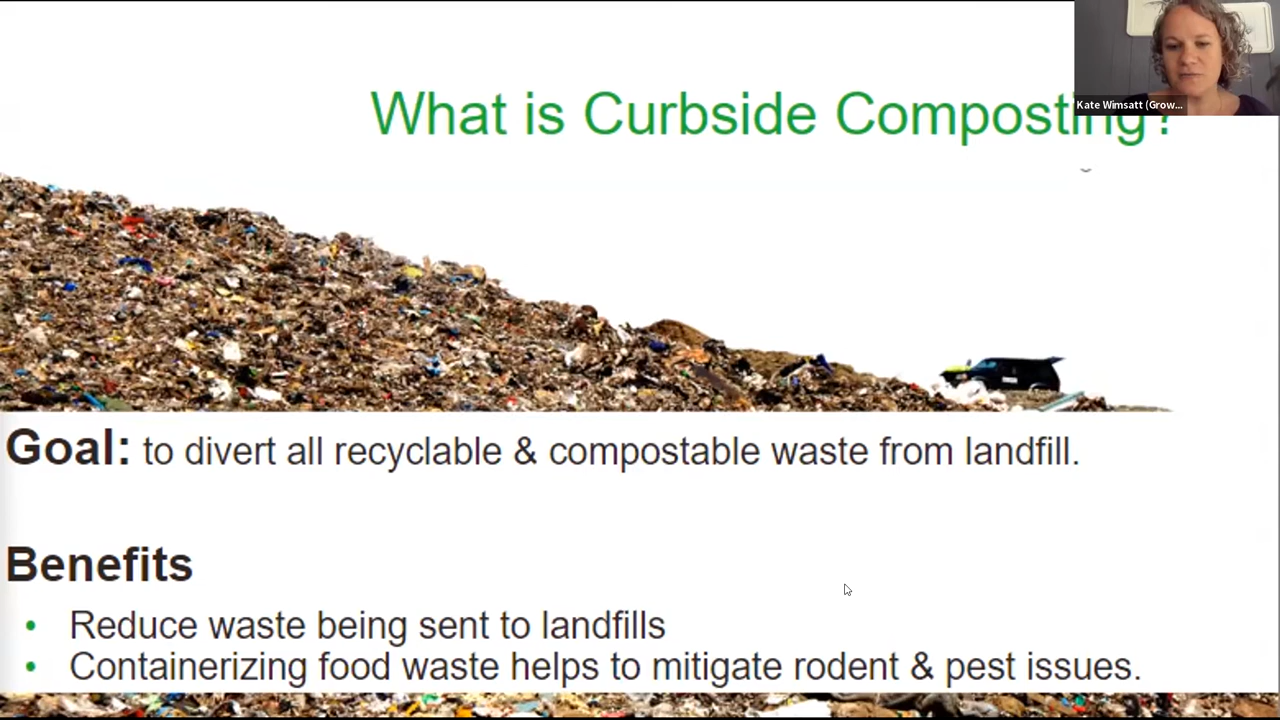 What is Curbside Composting?
Kate Wimsatt (Grow...
Goal: to divert all recyclable & compostable waste from landfill.
Benefits
• Reduce waste being sent to landfills
• Containerizing food waste helps to mitigate rodent & pest issues.